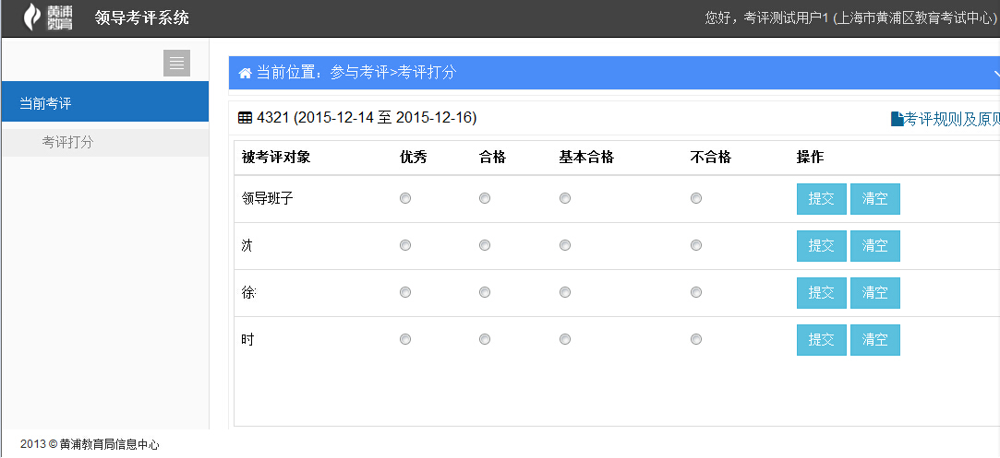 黄浦教育 领导考评系统 您好，考评测试用户1 (上海市黄浦区教育考试中心)
当前位置：参与考评>考评打分
当前考评
4321 (2015-12-14 至 2015-12-16) 考评规则及原则
考评打分
被考评对象 优秀 合格 基本合格 不合格 操作
领导班子 提交 清空
沈 提交 清空
徐 提交 清空
时 提交 清空
2013 © 黄浦教育局信息中心